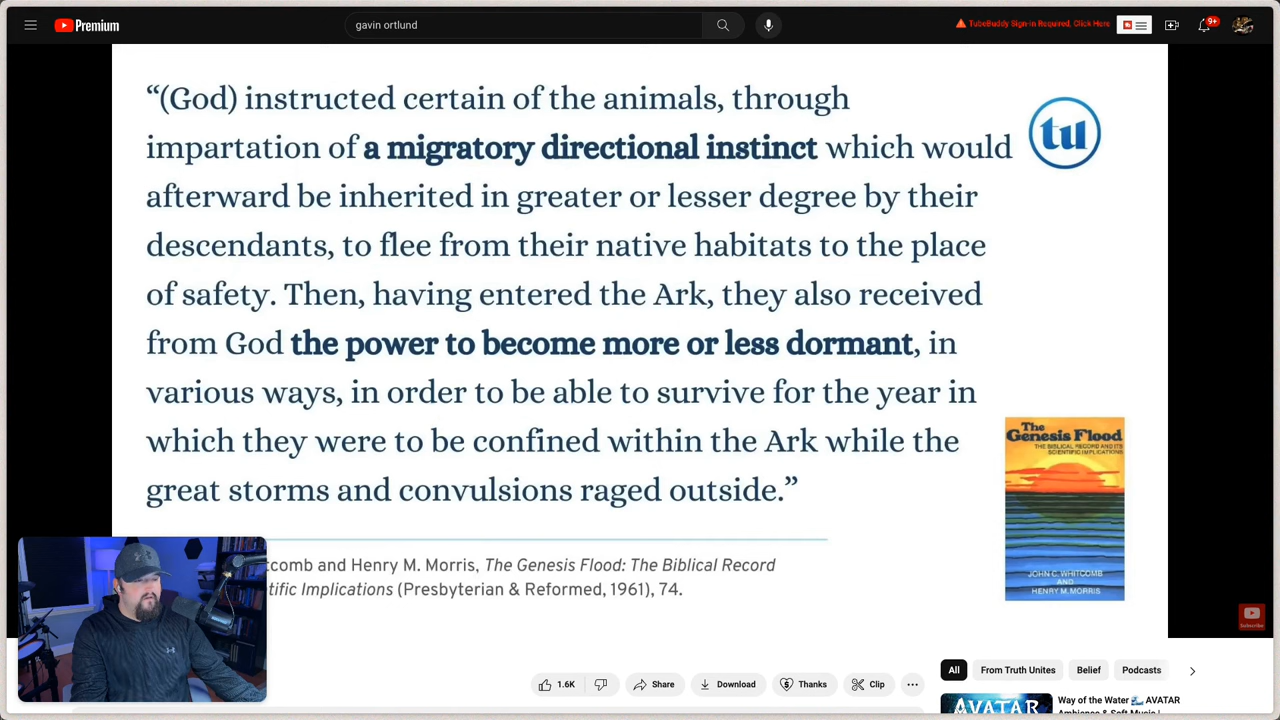 Premium
gavin ortlund
TubeBuddy Sign-in Required, Click Here
9+
“(God) instructed certain of the animals, through
impartation of a migratory directional instinct which would
afterward be inherited in greater or lesser degree by their
descendants, to flee from their native habitats to the place
of safety. Then, having entered the Ark, they also received
from God the power to become more or less dormant, in
various ways, in order to be able to survive for the year in
which they were to be confined within the Ark while the
great storms and convulsions raged outside.”
tu
The
Genesis Flood
THE BIBLICAL RECORD AND ITS
SCIENTIFIC IMPLICATIONS
JOHN C. WHITCOMB
AND
HENRY M. MORRIS
tcomb and Henry M. Morris, The Genesis Flood: The Biblical Record
tific Implications (Presbyterian & Reformed, 1961), 74.
Subscribe
1.6K
Share
Download
Thanks
Clip
All
From Truth Unites
Belief
Podcasts
AVATAR
Way of the Water 🌊 AVATAR
Ambience & Soft Music |